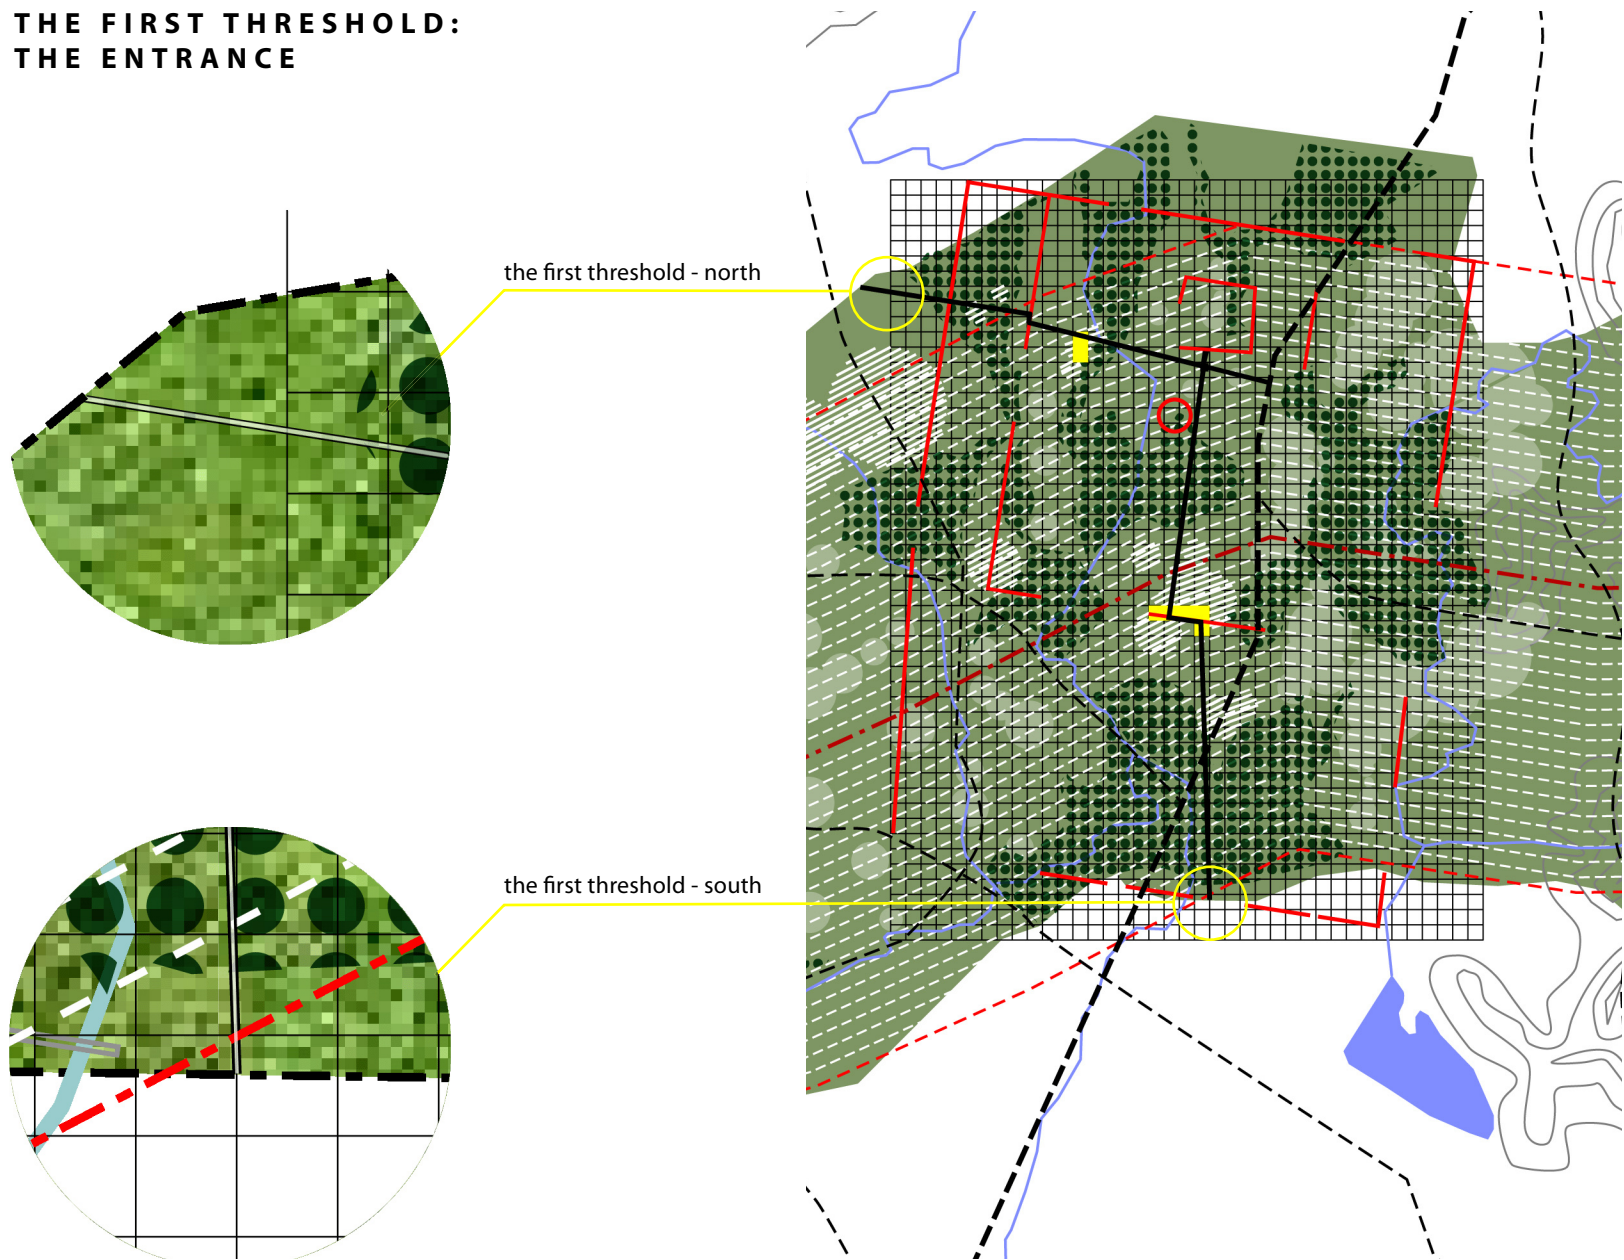 THE FIRST THRESHOLD:
THE ENTRANCE
the first threshold - north
the first threshold - south